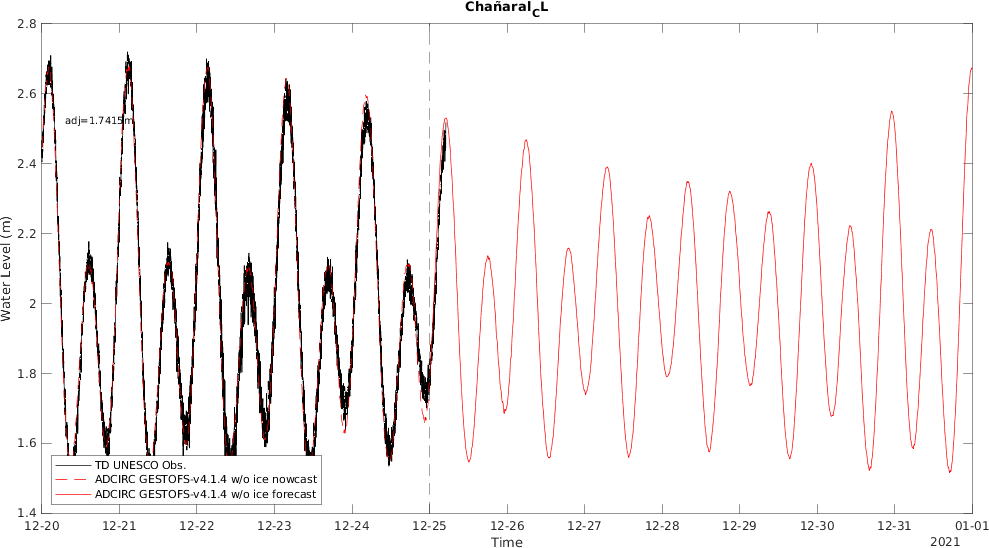 Chañaral_CL
2.8
2.6
2.4
2.2
2
1.8
1.6
1.4
Water Level (m)
adj=1.7415m
TD UNESCO Obs.
ADCIRC GESTOFS-v4.1.4 w/o ice nowcast
ADCIRC GESTOFS-v4.1.4 w/o ice forecast
12-20 12-21 12-22 12-23 12-24 12-25 12-26 12-27 12-28 12-29 12-30 12-31 01-01
Time
2021